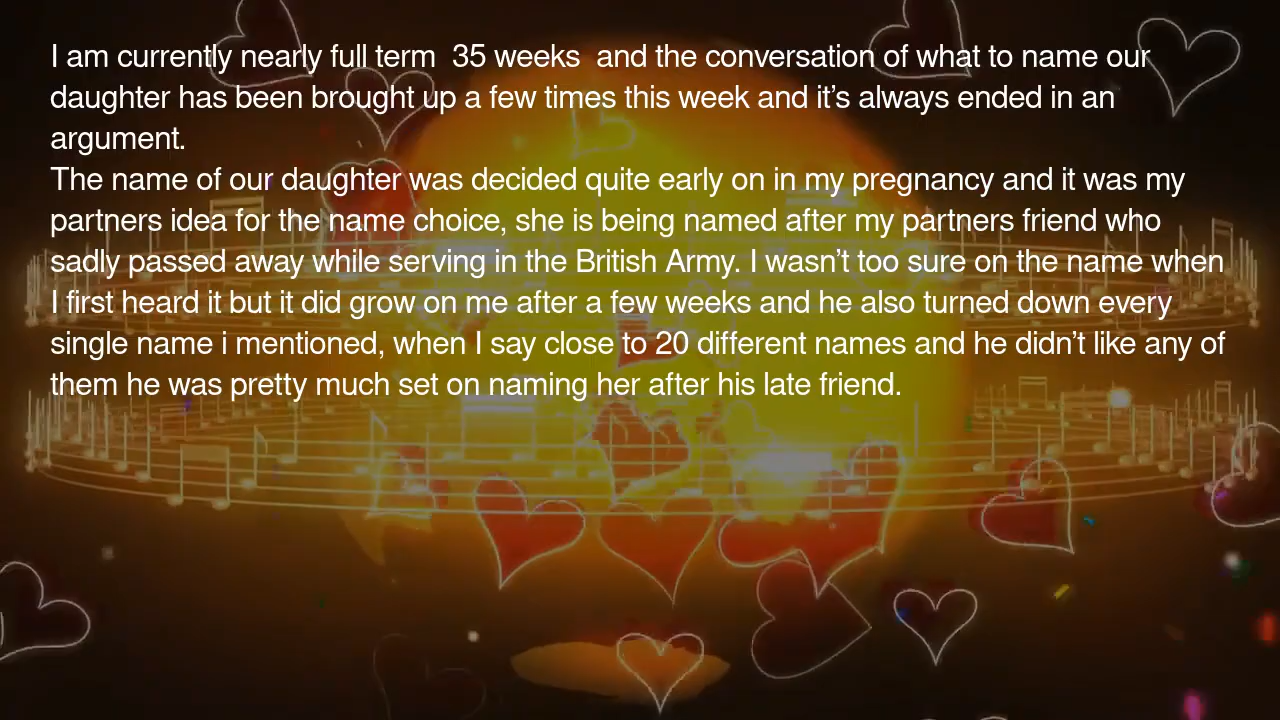 I am currently nearly full term  35 weeks  and the conversation of what to name our
daughter has been brought up a few times this week and it’s always ended in an
argument.
The name of our daughter was decided quite early on in my pregnancy and it was my
partners idea for the name choice, she is being named after my partners friend who
sadly passed away while serving in the British Army. I wasn’t too sure on the name when
I first heard it but it did grow on me after a few weeks and he also turned down every
single name i mentioned, when I say close to 20 different names and he didn’t like any of
them he was pretty much set on naming her after his late friend.